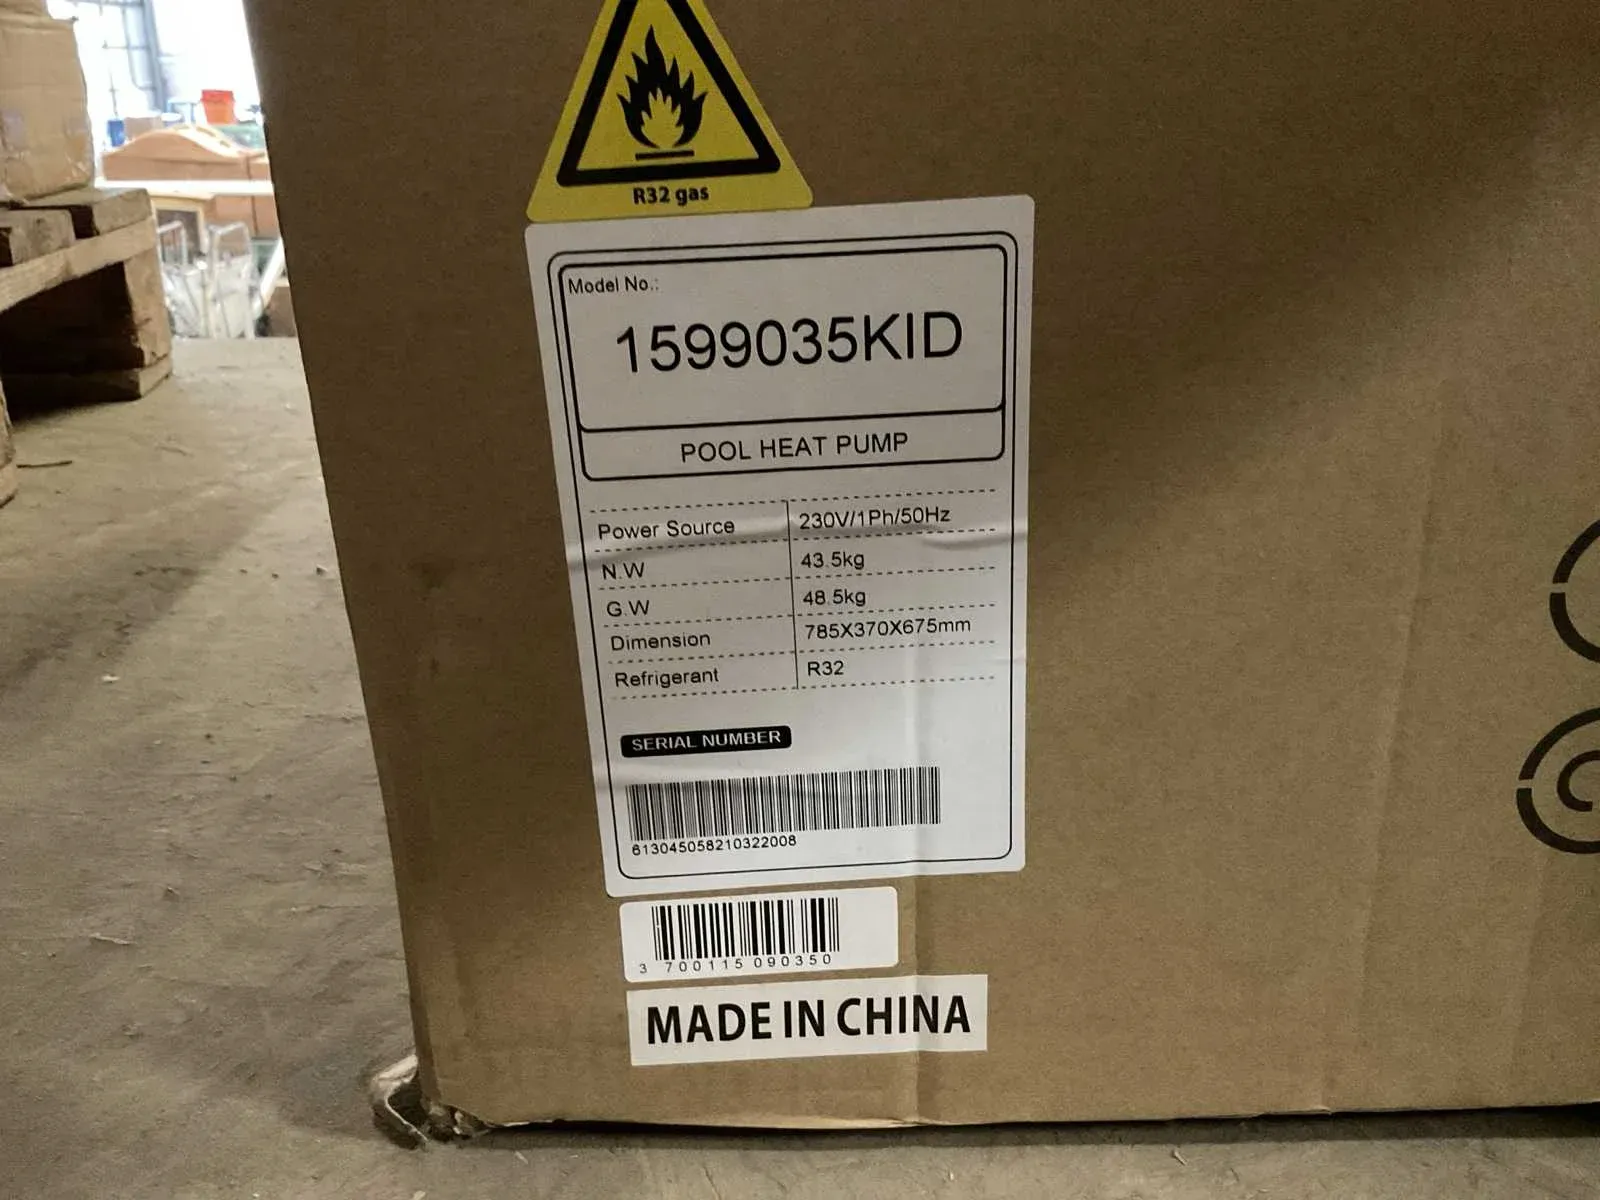 R32 gas
Model No.:
1599035KID
POOL HEAT PUMP
Power Source 230V/1Ph/50Hz
N.W 43.5kg
G.W 48.5kg
Dimension 785X370X675mm
Refrigerant R32
SERIAL NUMBER
613045058210322008
3 700115 090350
MADE IN CHINA